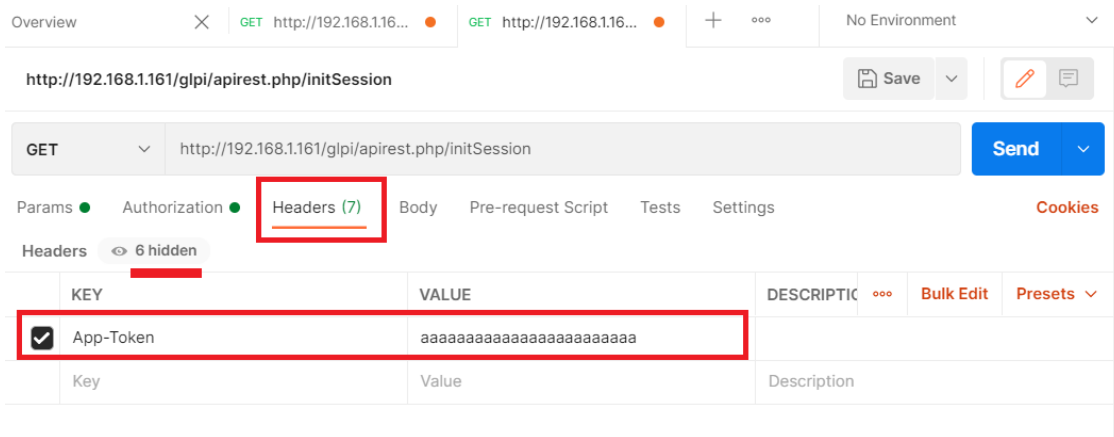 Overview GET http://192.168.1.16... GET http://192.168.1.16... No Environment
http://192.168.1.161/glpi/apirest.php/initSession Save
GET http://192.168.1.161/glpi/apirest.php/initSession Send
Params Authorization Headers (7) Body Pre-request Script Tests Settings Cookies
Headers 6 hidden
KEY VALUE DESCRIPTIC Bulk Edit Presets
App-Token aaaaaaaaaaaaaaaaaaaaaaaa
Key Value Description